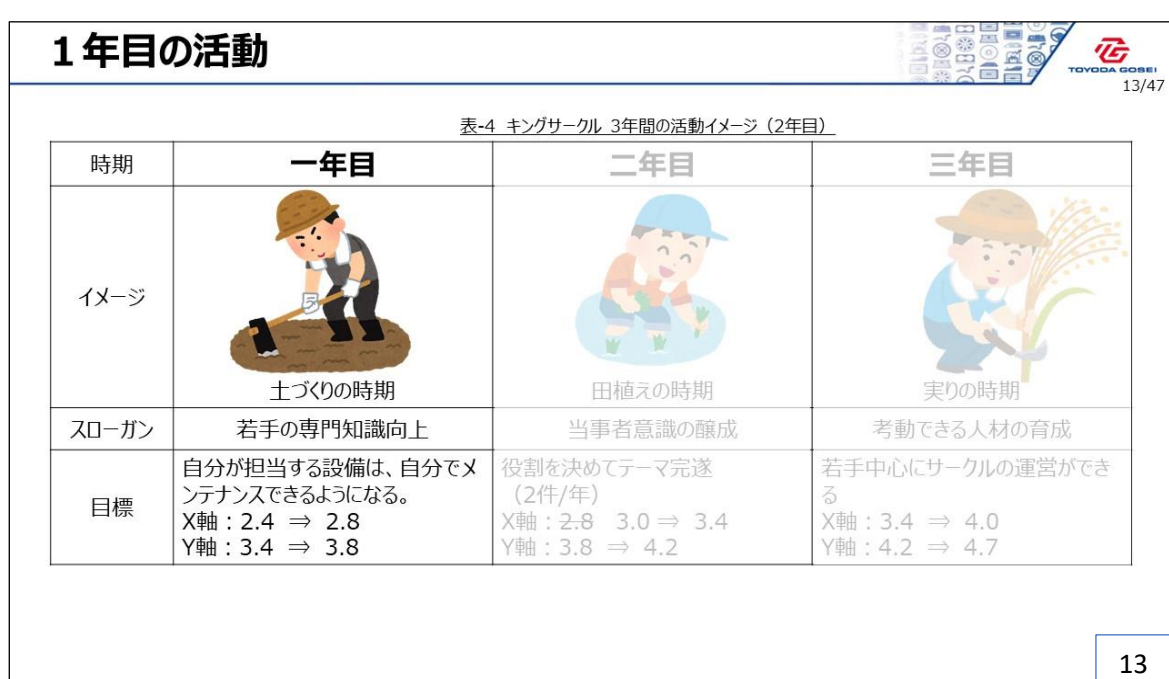 1年目の活動
TG
TOYODA GOSEI
13/47
表-4 キングサークル 3年間の活動イメージ（2年目）
時期
一年目
二年目
三年目
イメージ
土づくりの時期
田植えの時期
実りの時期
スローガン
若手の専門知識向上
当事者意識の醸成
考動できる人材の育成
目標
自分が担当する設備は、自分でメ
ンテナンスできるようになる。
X軸：2.4 ⇒ 2.8
Y軸：3.4 ⇒ 3.8
役割を決めてテーマ完遂
（2件/年）
X軸：2.8 3.0 ⇒ 3.4
Y軸：3.8 ⇒ 4.2
若手中心にサークルの運営ができ
る
X軸：3.4 ⇒ 4.0
Y軸：4.2 ⇒ 4.7
13